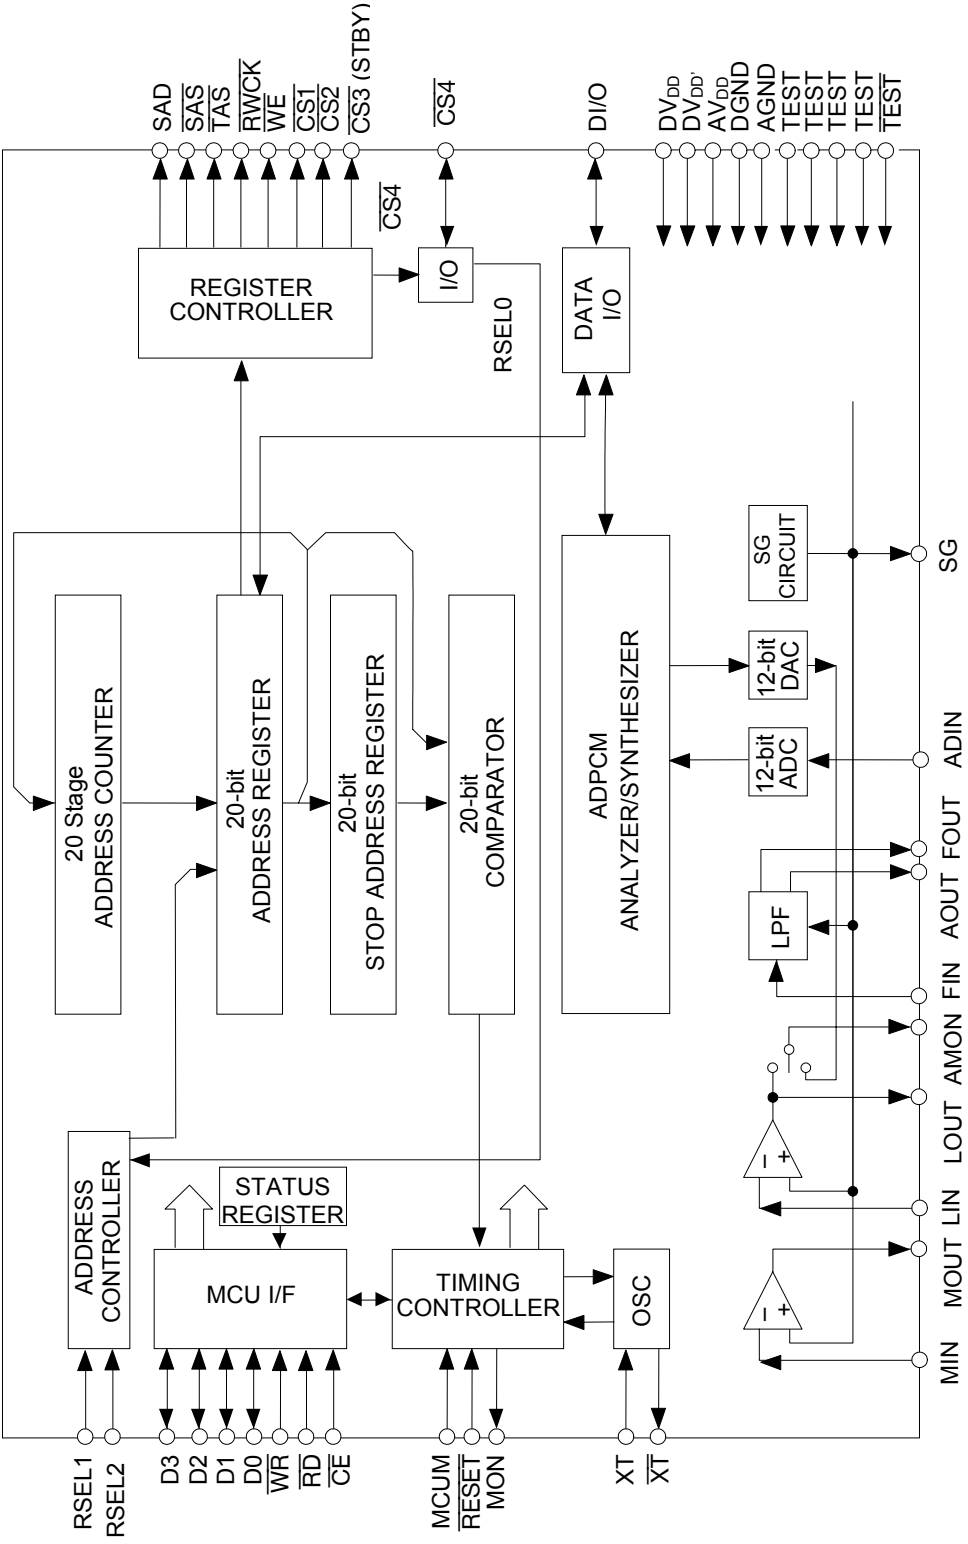 SAD
SAS
TAS
RWCK
WE
CS1
CS2
CS3 (STBY)
CS4
DI/O
DVDD
DVDD'
AVDD
DGND
AGND
TEST
TEST
TEST
TEST
TEST
CS4
REGISTER
CONTROLLER
I/O
RSEL0
DATA
I/O
20 Stage
ADDRESS COUNTER
20-bit
ADDRESS REGISTER
20-bit
STOP ADDRESS REGISTER
20-bit
COMPARATOR
ADPCM
ANALYZER/SYNTHESIZER
SG
CIRCUIT
12-bit
DAC
12-bit
ADC
LPF
ADDRESS
CONTROLLER
STATUS
REGISTER
MCU I/F
TIMING
CONTROLLER
OSC
–
+
–
+
SG
ADIN
FOUT
AOUT
FIN
AMON
LOUT
LIN
MOUT
MIN
RSEL1
RSEL2
D3
D2
D1
D0
WR
RD
CE
MCUM
RESET
MON
XT
XT